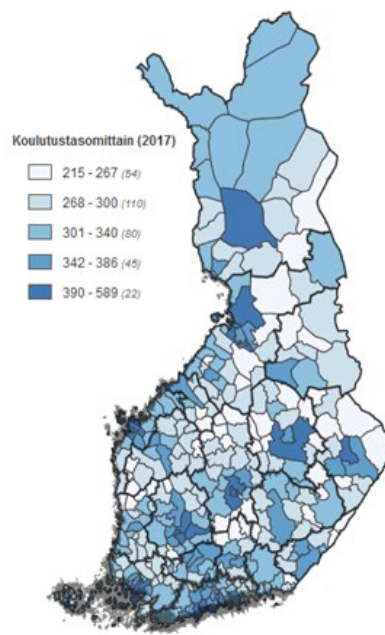 Koulutustasomittain (2017)
215 - 267 (54)
268 - 300 (110)
301 - 340 (80)
342 - 386 (45)
390 - 589 (22)